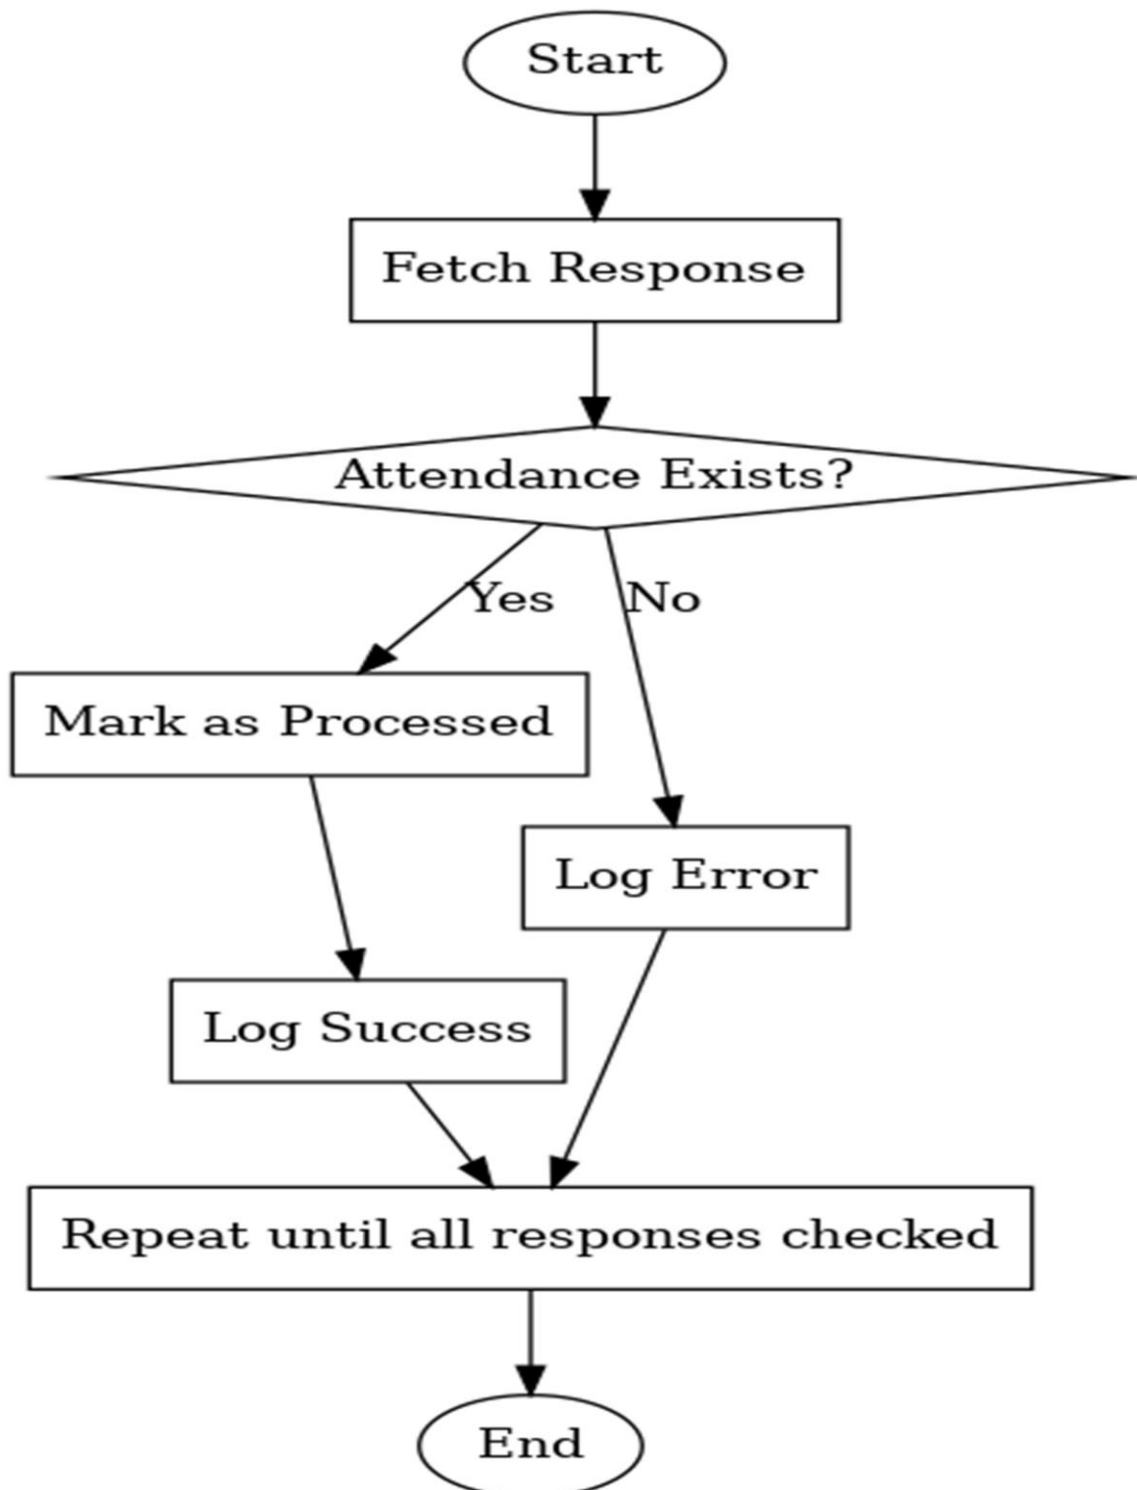 Start
Fetch Response
Attendance Exists?
Yes
No
Mark as Processed
Log Error
Log Success
Repeat until all responses checked
End